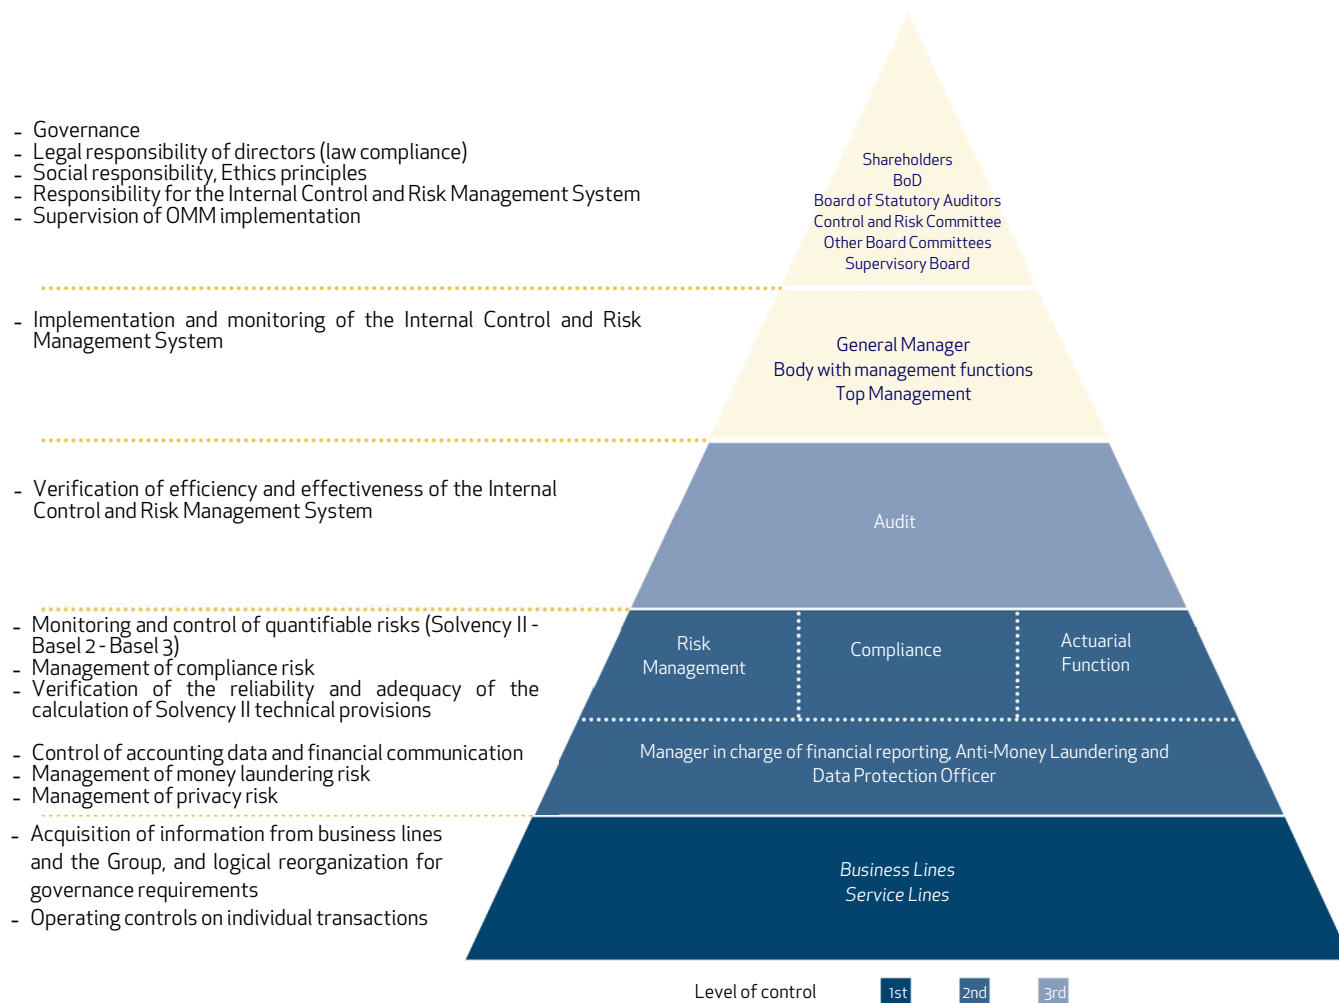 - Governance
- Legal responsibility of directors (law compliance)
- Social responsibility, Ethics principles
- Responsibility for the Internal Control and Risk Management System
- Supervision of OMM implementation
Shareholders
BoD
Board of Statutory Auditors
Control and Risk Committee
Other Board Committees
Supervisory Board
- Implementation and monitoring of the Internal Control and Risk
Management System
General Manager
Body with management functions
Top Management
- Verification of efficiency and effectiveness of the Internal
Control and Risk Management System
Audit
- Monitoring and control of quantifiable risks (Solvency II -
Basel 2 - Basel 3)
- Management of compliance risk
- Verification of the reliability and adequacy of the
calculation of Solvency II technical provisions
Risk
Management
Compliance
Actuarial
Function
- Control of accounting data and financial communication
- Management of money laundering risk
- Management of privacy risk
Manager in charge of financial reporting, Anti-Money Laundering and
Data Protection Officer
- Acquisition of information from business lines
and the Group, and logical reorganization for
governance requirements
- Operating controls on individual transactions
Business Lines
Service Lines
Level of control 1st 2nd 3rd